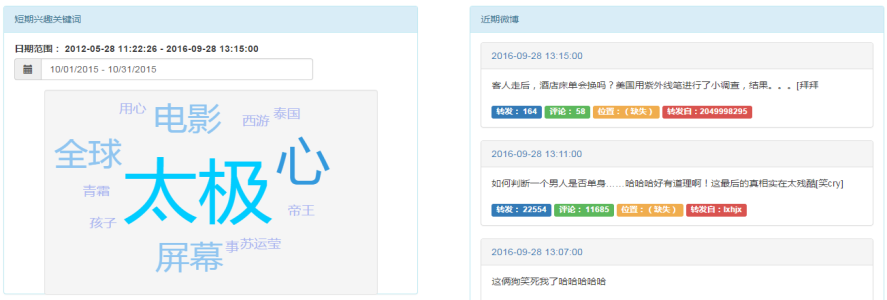 短期兴趣关键词
日期范围： 2012-05-28 11:22:26 - 2016-09-28 13:15:00
10/01/2015 - 10/31/2015
用心
电影
西游
泰国
全球
心
太极
青霜
孩子
帝王
屏幕
事
苏运莹
近期微博
2016-09-28 13:15:00
客人走后，酒店床单会换吗？美国用紫外线笔进行了小调查，结果。。。[拜拜
转发： 164 评论： 58 位置：（缺失） 转发自：2049998295
2016-09-28 13:11:00
如何判断一个男人是否单身……哈哈哈好有道理啊！这最后的真相实在太残酷[笑cry]
转发： 22554 评论： 11685 位置：（缺失） 转发自：lxhjx
2016-09-28 13:07:00
这俩狗笑死我了哈哈哈哈哈